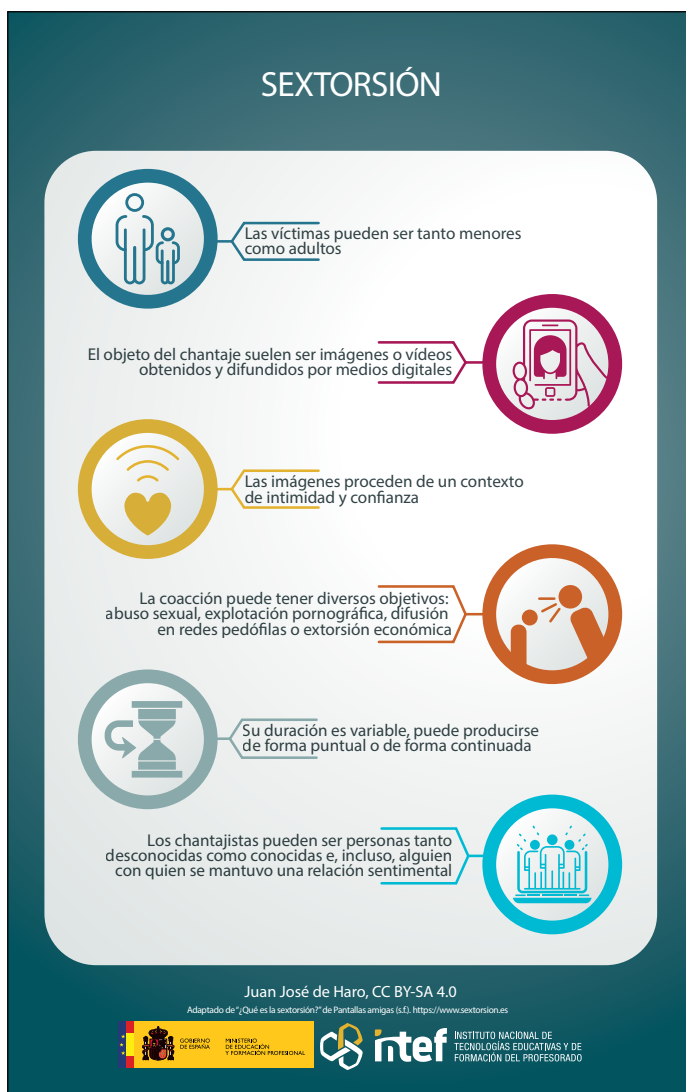 SEXTORSIÓN
Las víctimas pueden ser tanto menores
como adultos
El objeto del chantaje suelen ser imágenes o vídeos
obtenidos y difundidos por medios digitales
Las imágenes proceden de un contexto
de intimidad y confianza
La coacción puede tener diversos objetivos:
abuso sexual, explotación pornográfica, difusión
en redes pedófilas o extorsión económica
Su duración es variable, puede producirse
de forma puntual o de forma continuada
Los chantajistas pueden ser personas tanto
desconocidas como conocidas e, incluso, alguien
con quien se mantuvo una relación sentimental
Juan José de Haro, CC BY-SA 4.0
Adaptado de "¿Qué es la sextorsión?" de Pantallas amigas (s.f.). https://www.sextorsion.es
GOBIERNO
DE ESPAÑA
MINISTERIO
DE EDUCACIÓN
Y FORMACIÓN PROFESIONAL
intef
INSTITUTO NACIONAL DE
TECNOLOGÍAS EDUCATIVAS Y DE
FORMACIÓN DEL PROFESORADO